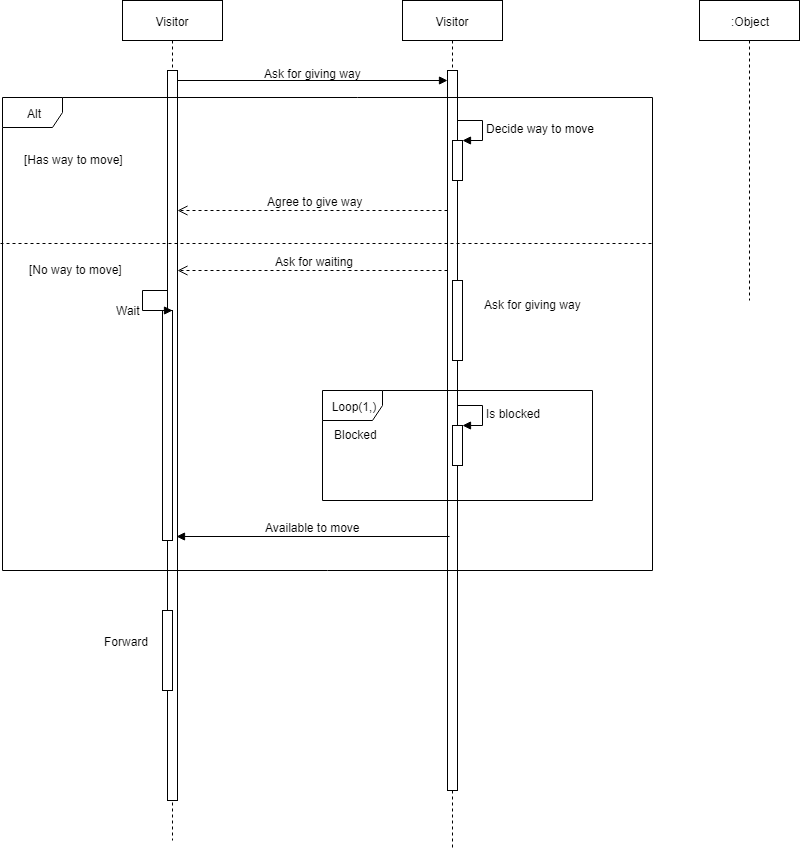 Visitor
Visitor
:Object
Ask for giving way
Alt
Decide way to move
[Has way to move]
Agree to give way
Ask for waiting
[No way to move]
Ask for giving way
Wait
Loop(1,)
Is blocked
Blocked
Available to move
Forward